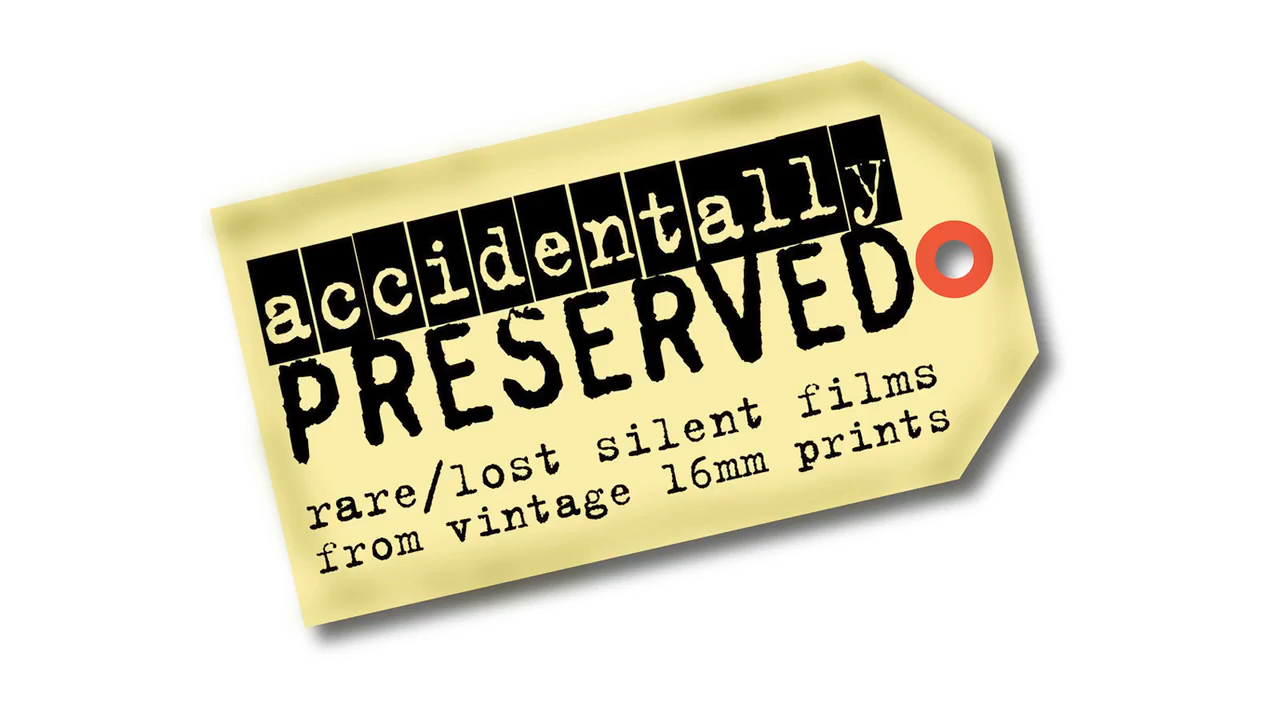 accidentally
PRESERVED
rare/lost silent films
from vintage 16mm prints